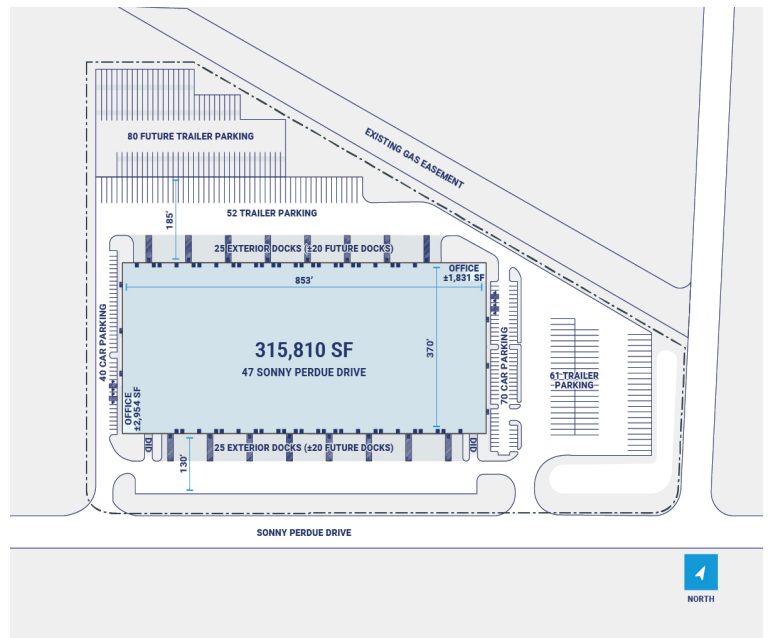 80 FUTURE TRAILER PARKING
EXISTING GAS EASEMENT
52 TRAILER PARKING
185'
25 EXTERIOR DOCKS (±20 FUTURE DOCKS)
OFFICE
±1,831 SF
853'
40 CAR PARKING
315,810 SF
47 SONNY PERDUE DRIVE
370'
70 CAR PARKING
61 TRAILER
PARKING
OFFICE
±2,954 SF
DID
25 EXTERIOR DOCKS (±20 FUTURE DOCKS)
DID
130'
SONNY PERDUE DRIVE
NORTH